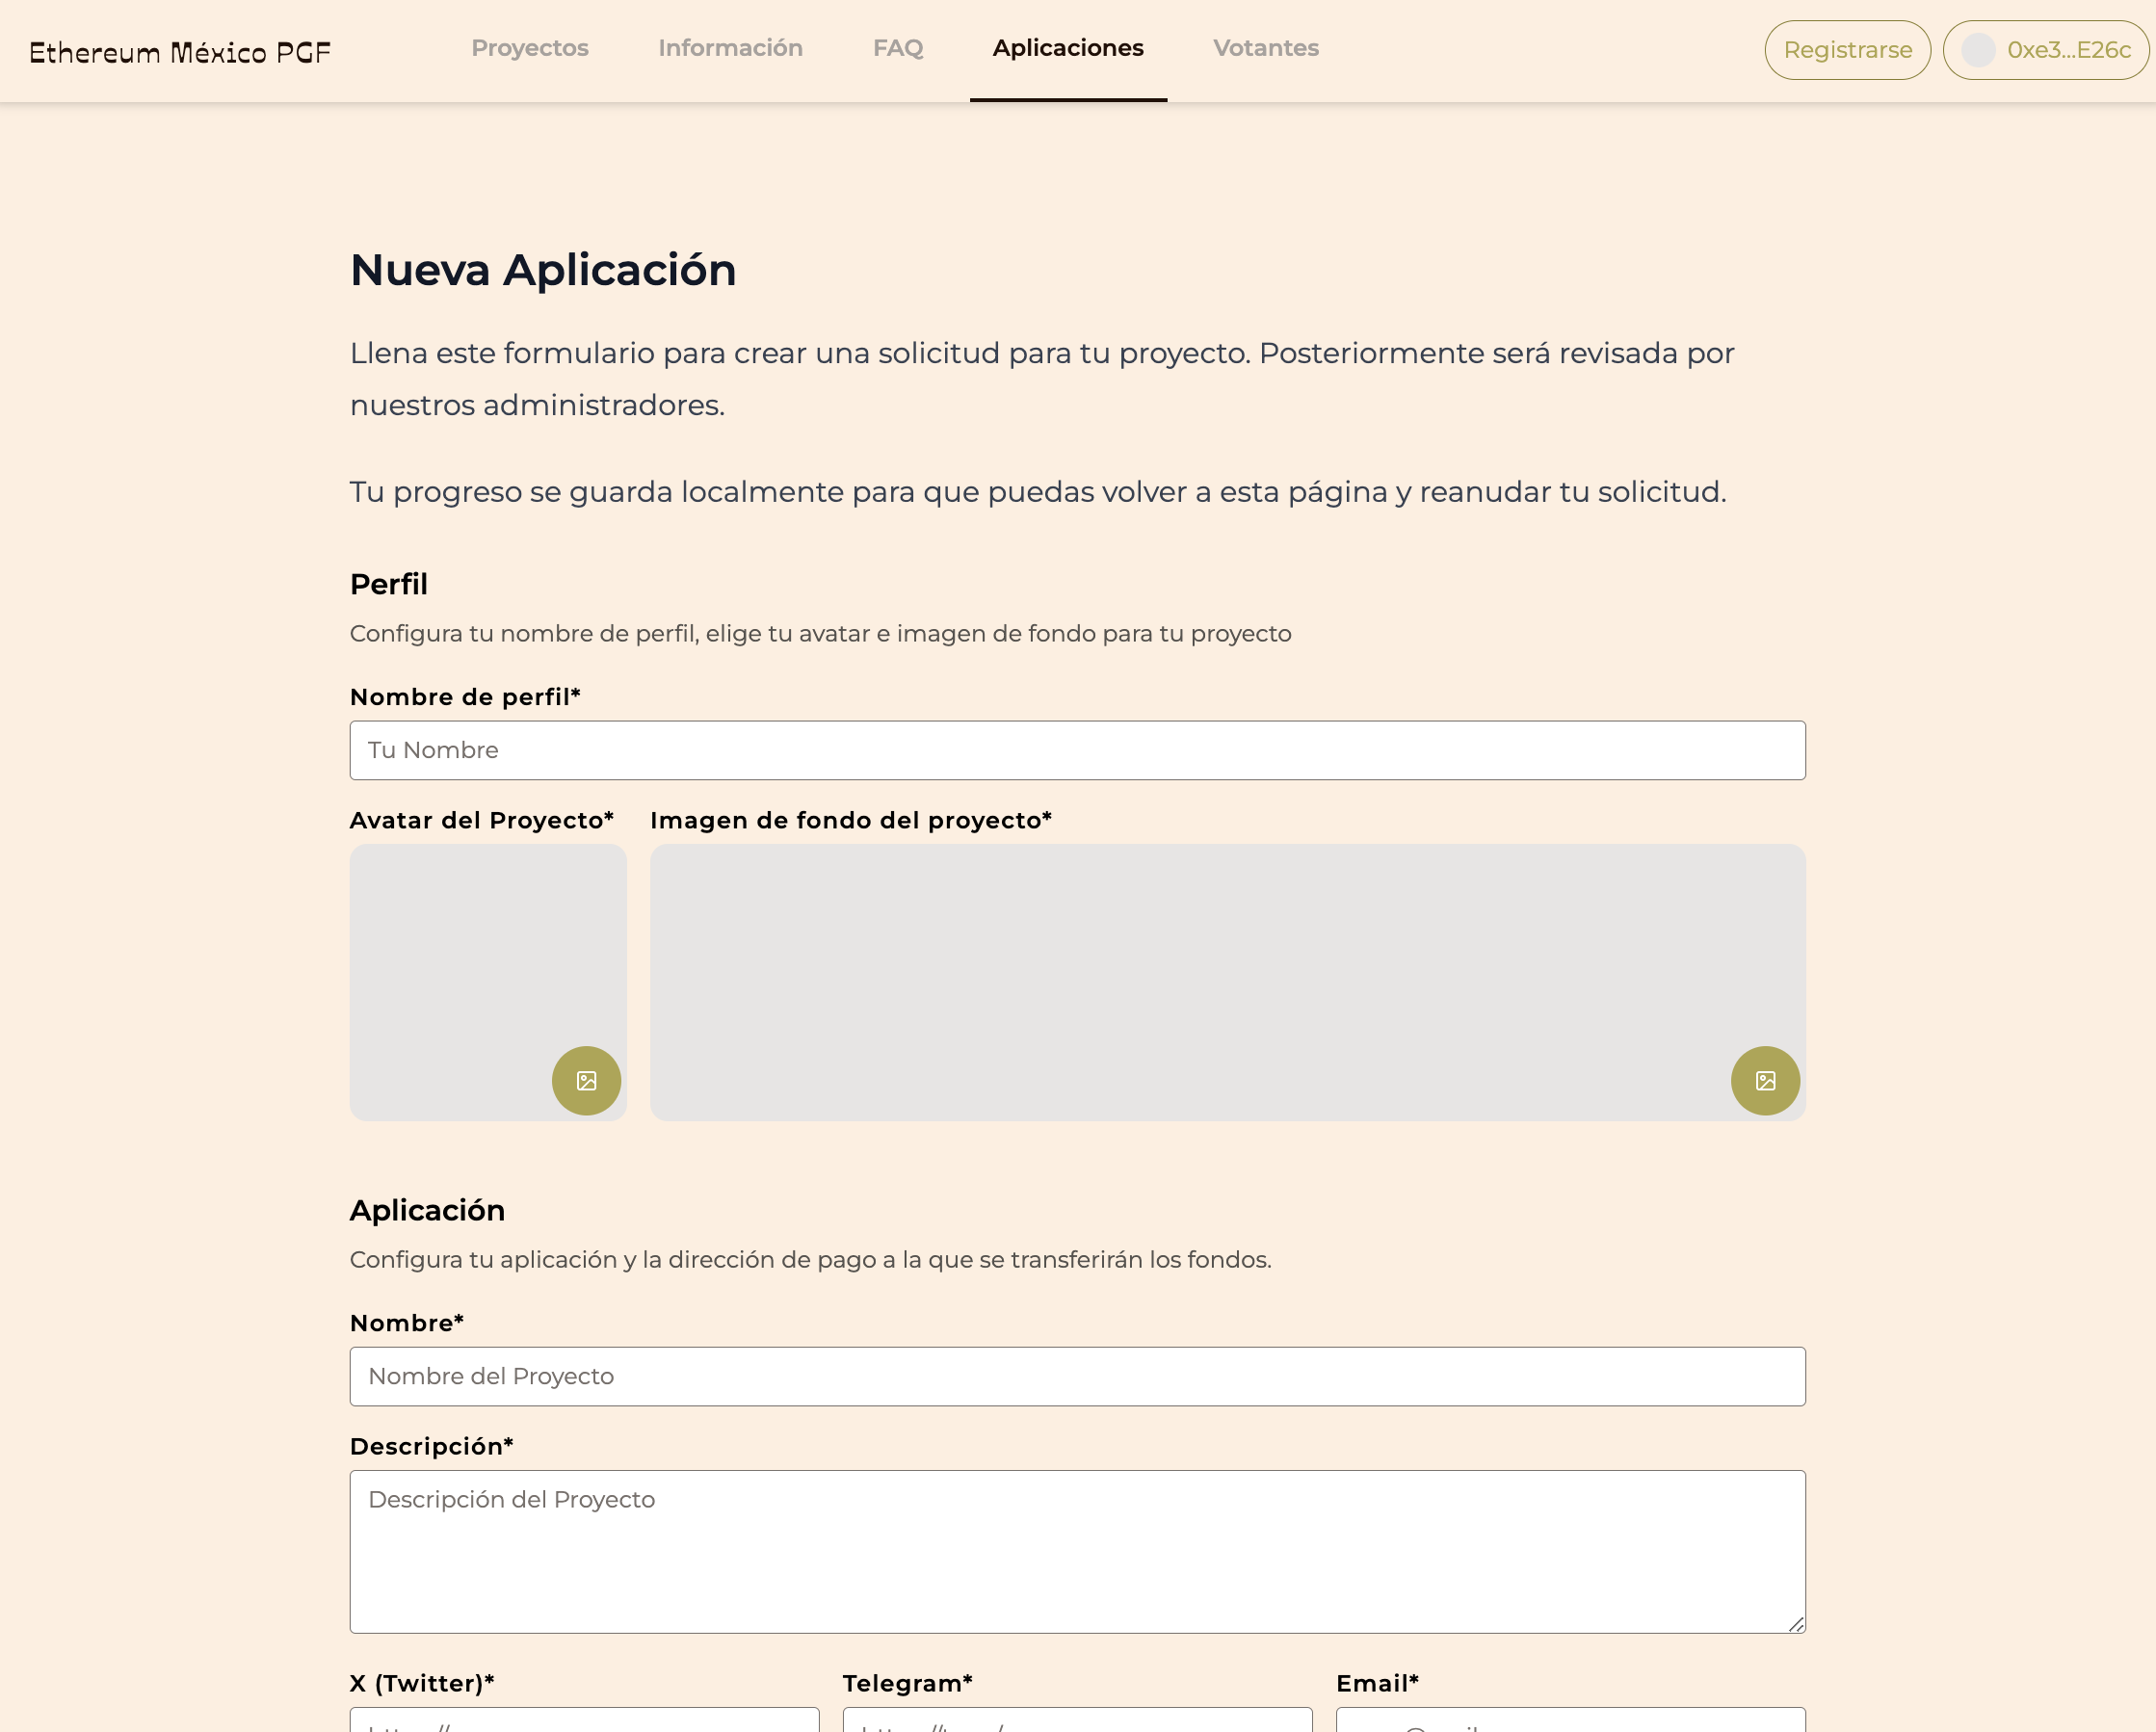 Ethereum México PGF
Proyectos
Información
FAQ
Aplicaciones
Votantes
Registrarse
0xe3...E26c
Nueva Aplicación
Llena este formulario para crear una solicitud para tu proyecto. Posteriormente será revisada por
nuestros administradores.
Tu progreso se guarda localmente para que puedas volver a esta página y reanudar tu solicitud.
Perfil
Configura tu nombre de perfil, elige tu avatar e imagen de fondo para tu proyecto
Nombre de perfil*
Tu Nombre
Avatar del Proyecto*
Imagen de fondo del proyecto*
Aplicación
Configura tu aplicación y la dirección de pago a la que se transferirán los fondos.
Nombre*
Nombre del Proyecto
Descripción*
Descripción del Proyecto
X (Twitter)*
Telegram*
Email*